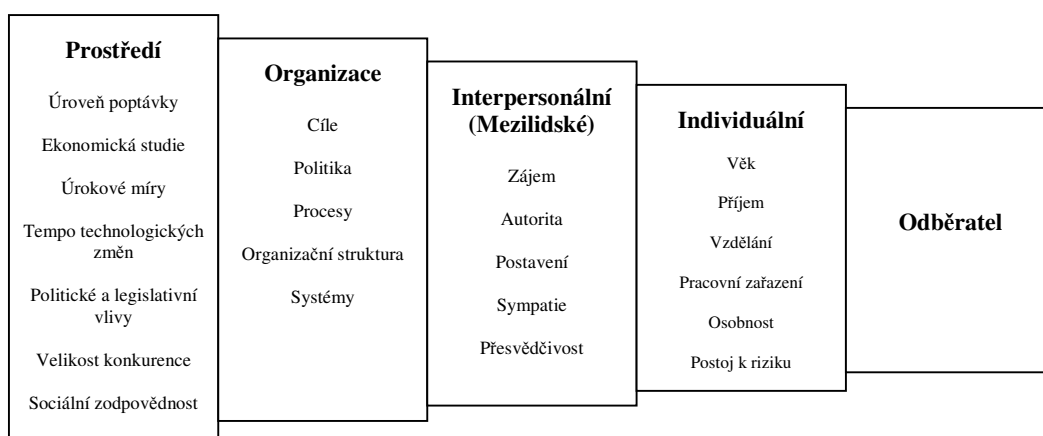 Prostředí
Úroveň poptávky
Ekonomická studie
Úrokové míry
Tempo technologických
změn
Politické a legislativní
vlivy
Velikost konkurence
Sociální zodpovědnost
Organizace
Cíle
Politika
Procesy
Organizační struktura
Systémy
Interpersonální
(Mezilidské)
Zájem
Autorita
Postavení
Sympatie
Přesvědčivost
Individuální
Věk
Příjem
Vzdělání
Pracovní zařazení
Osobnost
Postoj k riziku
Odběratel